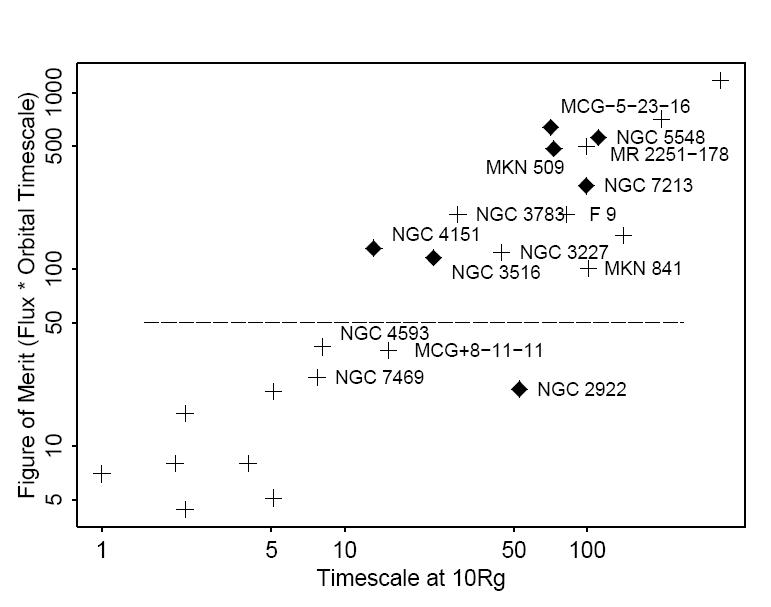 1000
MCG−5−23−16
500
NGC 5548
MR 2251−178
MKN 509
NGC 7213
NGC 3783
F 9
NGC 4151
NGC 3227
100
NGC 3516
MKN 841
50
NGC 4593
MCG+8−11−11
NGC 7469
NGC 2922
10
5
Figure of Merit (Flux * Orbital Timescale)
1 5 10 50 100
Timescale at 10Rg